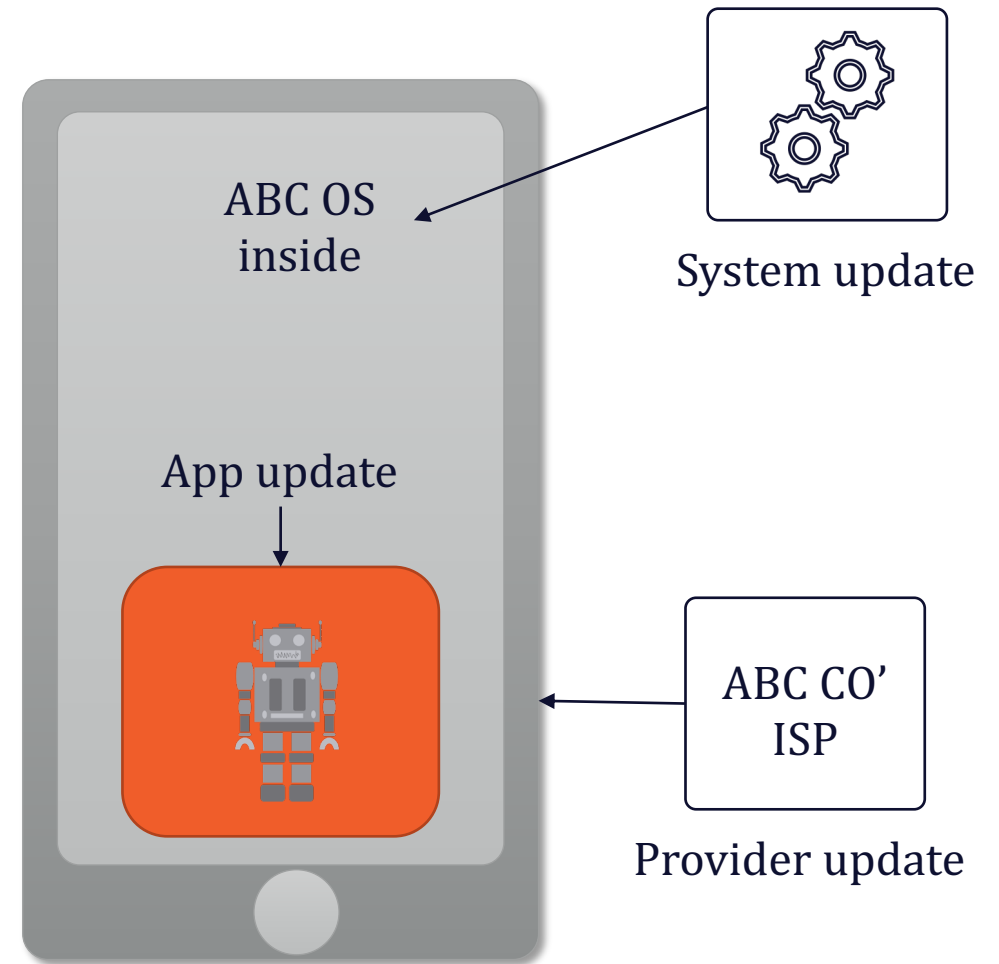 ABC OS
inside
System update
App update
ABC CO’
ISP
Provider update